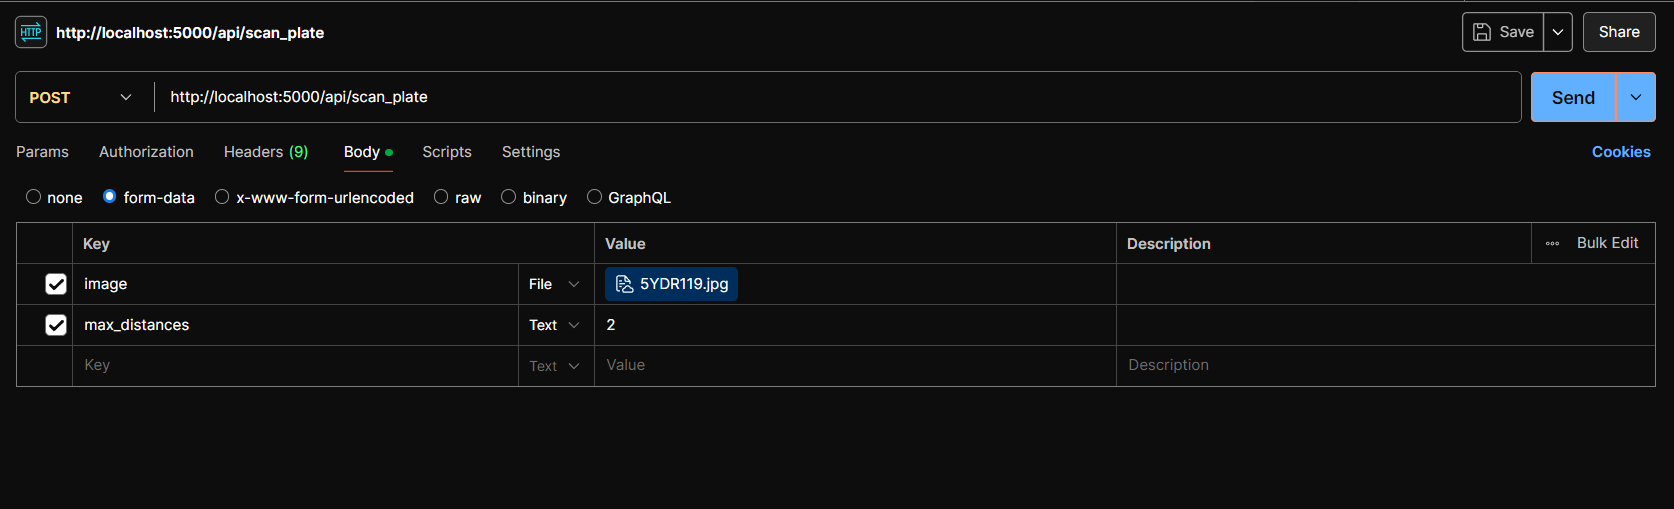 HTTP http://localhost:5000/api/scan_plate Save Share
POST http://localhost:5000/api/scan_plate Send
Params Authorization Headers (9) Body Scripts Settings Cookies
none form-data x-www-form-urlencoded raw binary GraphQL
Key Value Description Bulk Edit
image File 5YDR119.jpg
max_distances Text 2
Key Text Value Description